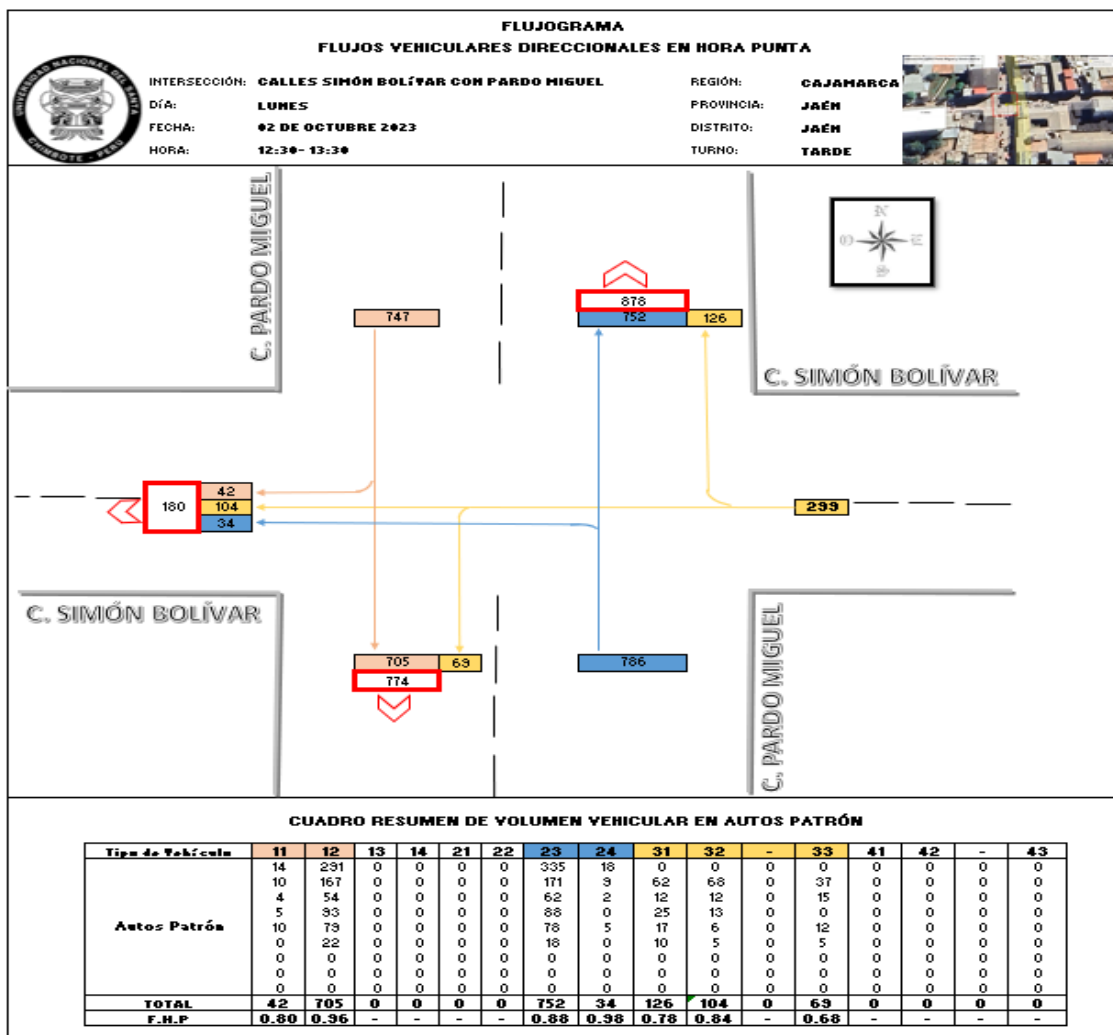 FLUJOGRAMA
FLUJOS VEHICULARES DIRECCIONALES EN HORA PUNTA
UNIVERSIDAD NACIONAL DEL SANTA
CHIMBOTE - PERU
INTERSECCIÓN: CALLES SIMÓN BOLÍVAR CON PARDO MIGUEL REGIÓN: CAJAMARCA
DÍA: LUNES PROVINCIA: JAÉN
FECHA: 02 DE OCTUBRE 2023 DISTRITO: JAÉN
HORA: 12:30- 13:30 TURNO: TARDE
C. PARDO MIGUEL
N
O E
S
878
747 752 126
C. SIMÓN BOLÍVAR
42
180 104 299
34
C. SIMÓN BOLÍVAR
705 69 786
774
C. PARDO MIGUEL
CUADRO RESUMEN DE VOLUMEN VEHICULAR EN AUTOS PATRÓN
Tipo de Vehículo 11 12 13 14 21 22 23 24 31 32 - 33 41 42 - 43
14 291 0 0 0 0 335 18 0 0 0 0 0 0 0 0
10 167 0 0 0 0 171 9 62 68 0 37 0 0 0 0
4 54 0 0 0 0 62 2 12 12 0 15 0 0 0 0
5 93 0 0 0 0 88 0 25 13 0 0 0 0 0 0
Autos Patrón 10 79 0 0 0 0 78 5 17 6 0 12 0 0 0 0
0 22 0 0 0 0 18 0 10 5 0 5 0 0 0 0
0 0 0 0 0 0 0 0 0 0 0 0 0 0 0 0
0 0 0 0 0 0 0 0 0 0 0 0 0 0 0 0
0 0 0 0 0 0 0 0 0 0 0 0 0 0 0 0
TOTAL 42 705 0 0 0 0 752 34 126 104 0 69 0 0 0 0
F.H.P 0.80 0.96 - - - - 0.88 0.98 0.78 0.84 - 0.68 - - - -